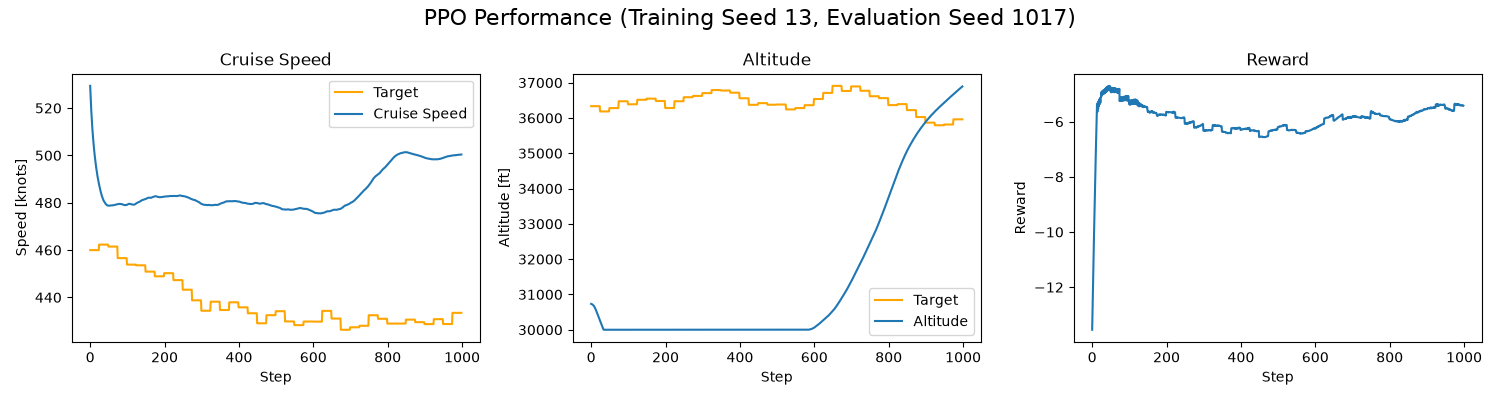 PPO Performance (Training Seed 13, Evaluation Seed 1017)
Cruise Speed
Speed [knots]
520
500
480
460
440
Target
Cruise Speed
0 200 400 600 800 1000
Step
Altitude
Altitude [ft]
37000
36000
35000
34000
33000
32000
31000
30000
Target
Altitude
0 200 400 600 800 1000
Step
Reward
Reward
−6
−8
−10
−12
0 200 400 600 800 1000
Step